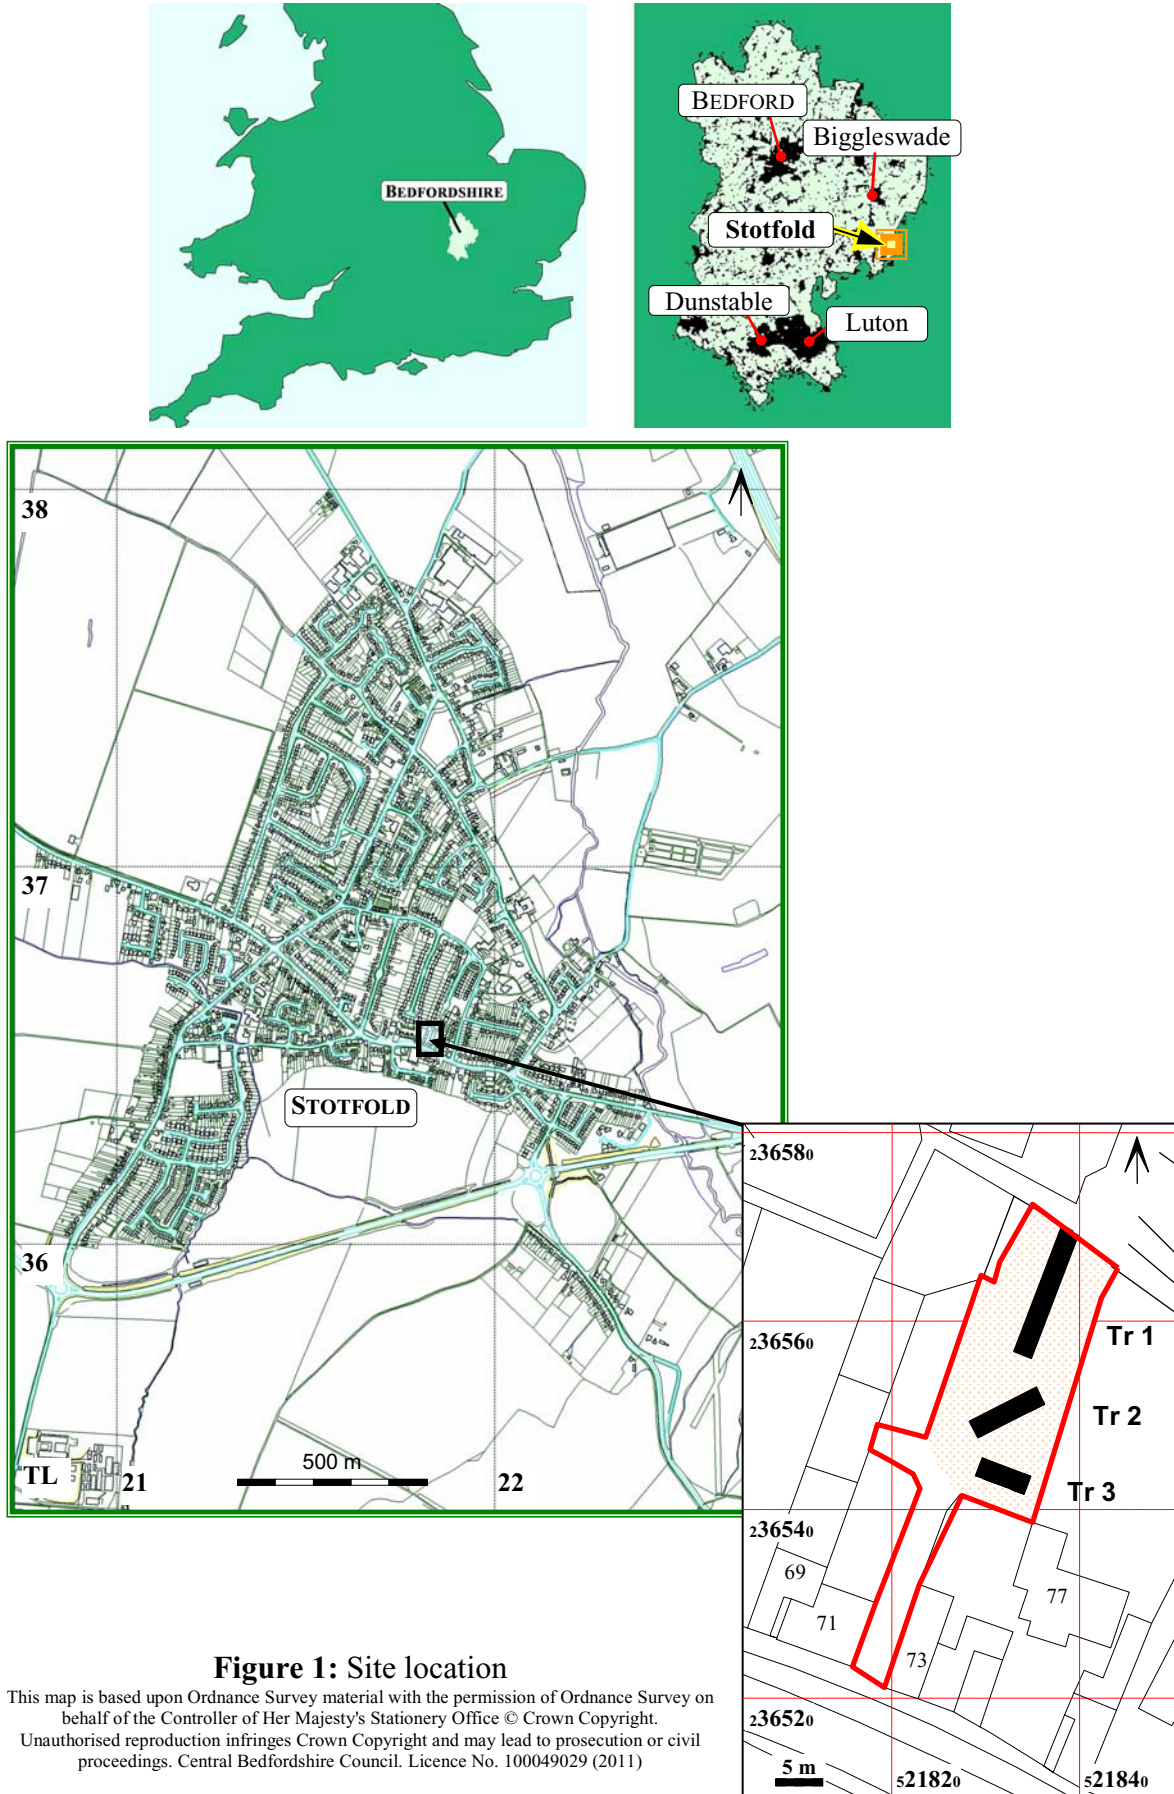 BEDFORDSHIRE
BEDFORD
Biggleswade
Stotfold
Dunstable
Luton
38
37
STOTFOLD
36
500 m
TL
21
22
236580
236560
Tr 1
Tr 2
Tr 3
236540
69
71
77
73
236520
5 m
521820
521840
Figure 1: Site location
This map is based upon Ordnance Survey material with the permission of Ordnance Survey on
behalf of the Controller of Her Majesty's Stationery Office © Crown Copyright.
Unauthorised reproduction infringes Crown Copyright and may lead to prosecution or civil
proceedings. Central Bedfordshire Council. Licence No. 100049029 (2011)